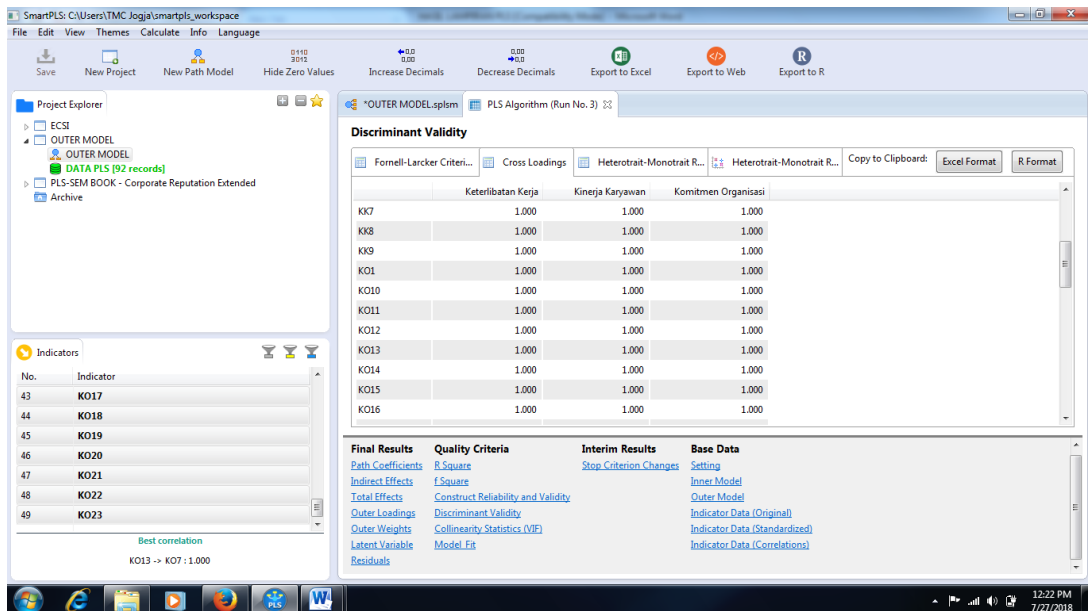 SmartPLS: C:\Users\TMC Jogja\smartpls_workspace
File Edit View Themes Calculate Info Language
Save New Project New Path Model Hide Zero Values Increase Decimals Decrease Decimals Export to Excel Export to Web Export to R
Project Explorer
ECSI
OUTER MODEL
OUTER MODEL
DATA PLS [92 records]
PLS-SEM BOOK - Corporate Reputation Extended
Archive
Indicators
No. Indicator
43 KO17
44 KO18
45 KO19
46 KO20
47 KO21
48 KO22
49 KO23
Best correlation
KO13 -> KO7 : 1.000
*OUTER MODEL.splsm PLS Algorithm (Run No. 3)
Discriminant Validity
Fornell-Larcker Criteri... Cross Loadings Heterotrait-Monotrait R... Heterotrait-Monotrait R... Copy to Clipboard: Excel Format R Format
Keterlibatan Kerja Kinerja Karyawan Komitmen Organisasi
KK7 1.000 1.000 1.000
KK8 1.000 1.000 1.000
KK9 1.000 1.000 1.000
KO1 1.000 1.000 1.000
KO10 1.000 1.000 1.000
KO11 1.000 1.000 1.000
KO12 1.000 1.000 1.000
KO13 1.000 1.000 1.000
KO14 1.000 1.000 1.000
KO15 1.000 1.000 1.000
KO16 1.000 1.000 1.000
Final Results Quality Criteria Interim Results Base Data
Path Coefficients R Square Stop Criterion Changes Setting
Indirect Effects f Square Inner Model
Total Effects Construct Reliability and Validity Outer Model
Outer Loadings Discriminant Validity Indicator Data (Original)
Outer Weights Collinearity Statistics (VIF) Indicator Data (Standardized)
Latent Variable Model_Fit Indicator Data (Correlations)
Residuals
PLS
12:22 PM
7/27/2018